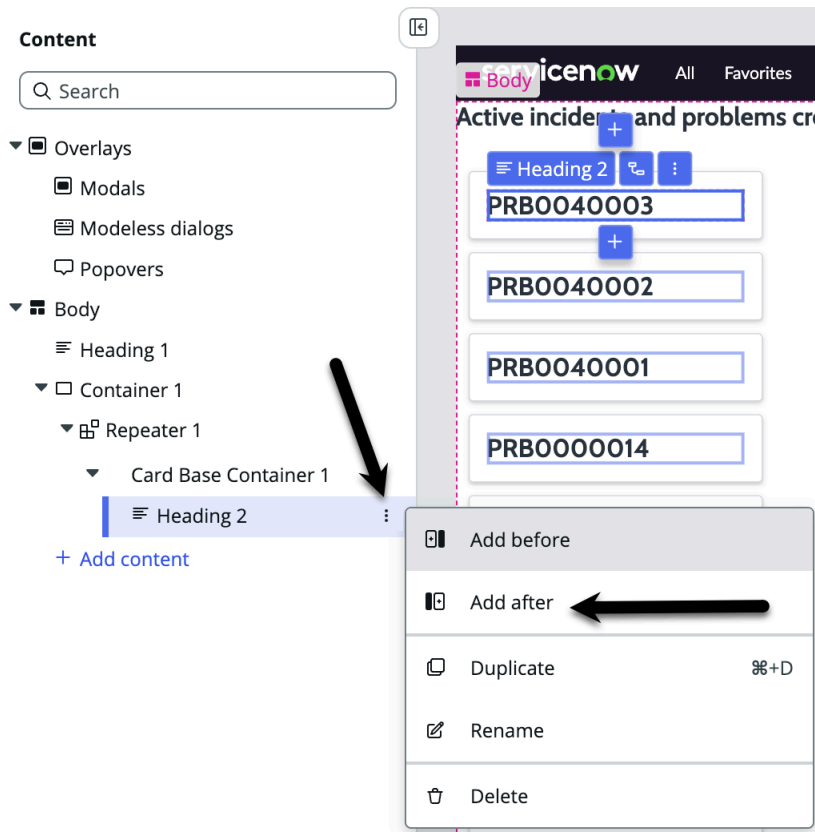 Content
Search
Overlays
Modals
Modeless dialogs
Popovers
Body
Heading 1
Container 1
Repeater 1
Card Base Container 1
Heading 2
+ Add content
servicenow All Favorites
Body
Active incidents and problems
Heading 2
PRB0040003
PRB0040002
PRB0040001
PRB0000014
Add before
Add after
Duplicate ⌘+D
Rename
Delete